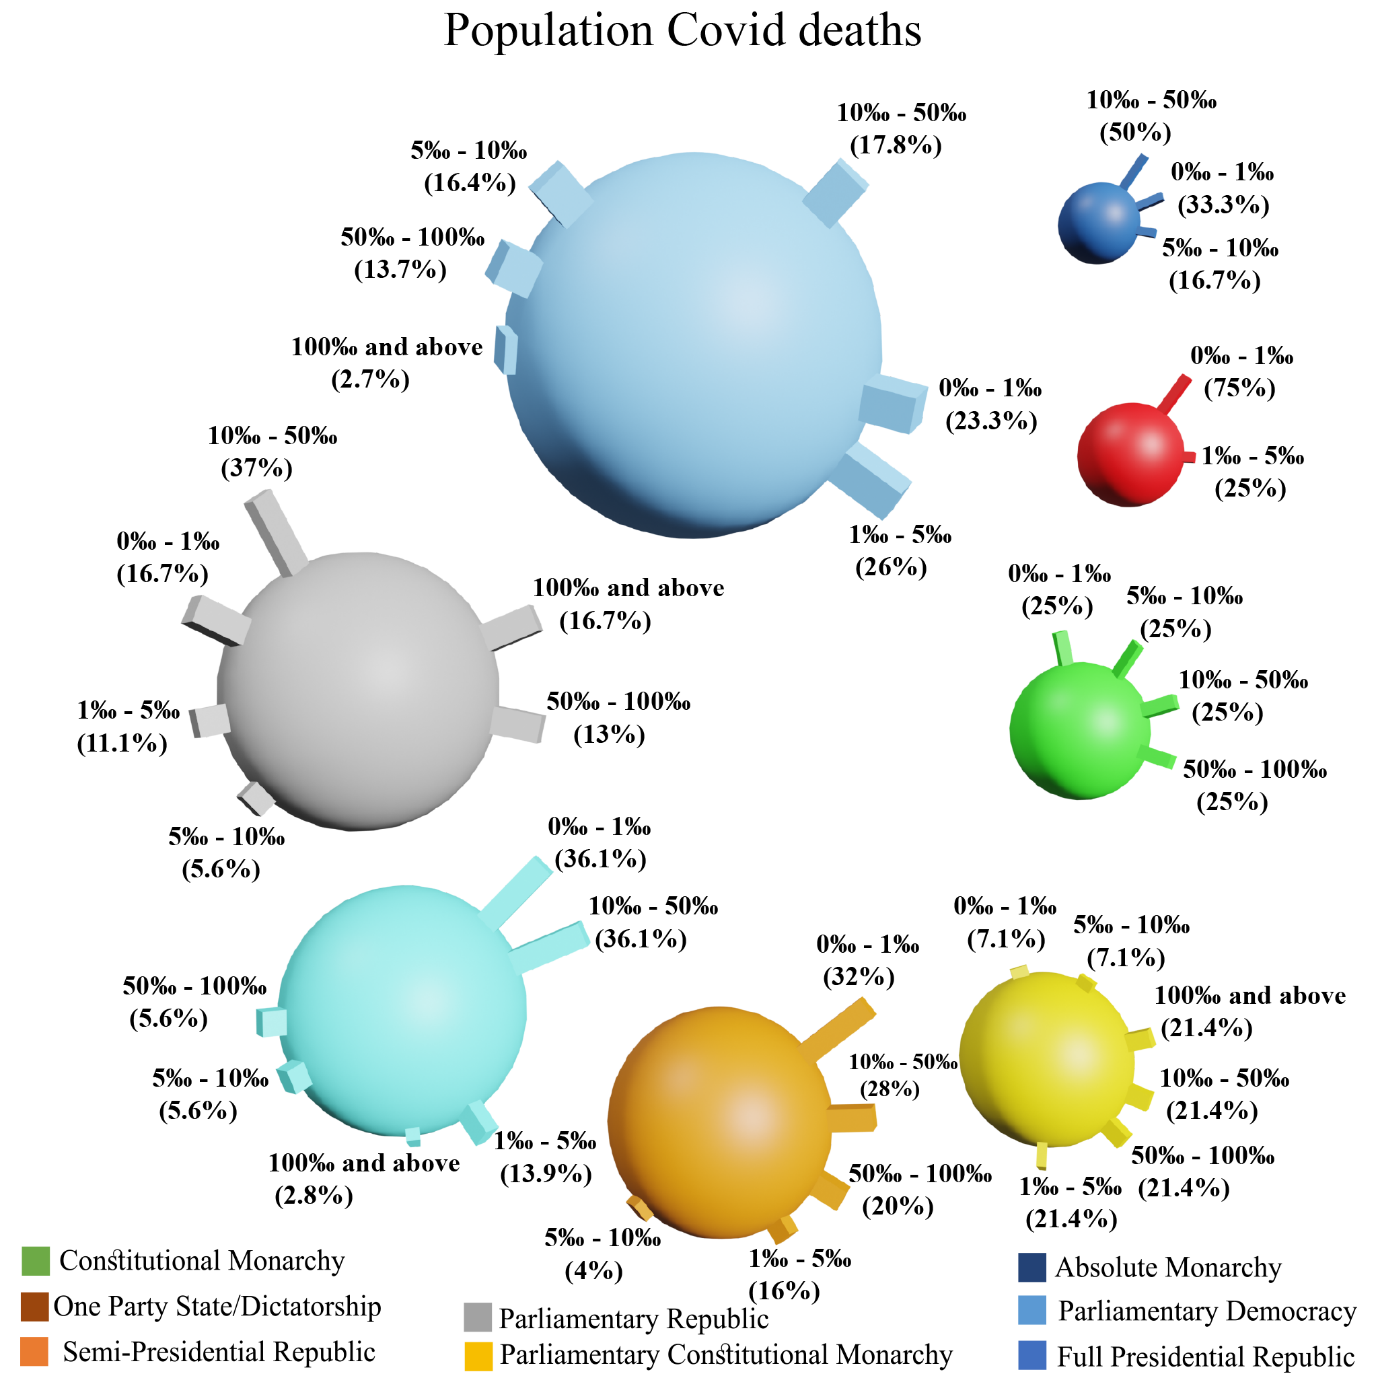 Population Covid deaths
10‰ - 50‰
(17.8%)
5‰ - 10‰
(16.4%)
50‰ - 100‰
(13.7%)
100‰ and above
(2.7%)
0‰ - 1‰
(23.3%)
1‰ - 5‰
(26%)
10‰ - 50‰
(50%)
0‰ - 1‰
(33.3%)
5‰ - 10‰
(16.7%)
0‰ - 1‰
(75%)
1‰ - 5‰
(25%)
10‰ - 50‰
(37%)
0‰ - 1‰
(16.7%)
1‰ - 5‰
(11.1%)
5‰ - 10‰
(5.6%)
100‰ and above
(16.7%)
50‰ - 100‰
(13%)
0‰ - 1‰
(25%)
5‰ - 10‰
(25%)
10‰ - 50‰
(25%)
50‰ - 100‰
(25%)
0‰ - 1‰
(36.1%)
10‰ - 50‰
(36.1%)
50‰ - 100‰
(5.6%)
5‰ - 10‰
(5.6%)
100‰ and above
(2.8%)
1‰ - 5‰
(13.9%)
0‰ - 1‰
(32%)
10‰ - 50‰
(28%)
50‰ - 100‰
(20%)
5‰ - 10‰
(4%)
1‰ - 5‰
(16%)
0‰ - 1‰
(7.1%)
5‰ - 10‰
(7.1%)
100‰ and above
(21.4%)
10‰ - 50‰
(21.4%)
50‰ - 100‰
(21.4%)
1‰ - 5‰
(21.4%)
Constitutional Monarchy
One Party State/Dictatorship
Semi-Presidential Republic
Parliamentary Republic
Parliamentary Constitutional Monarchy
Absolute Monarchy
Parliamentary Democracy
Full Presidential Republic